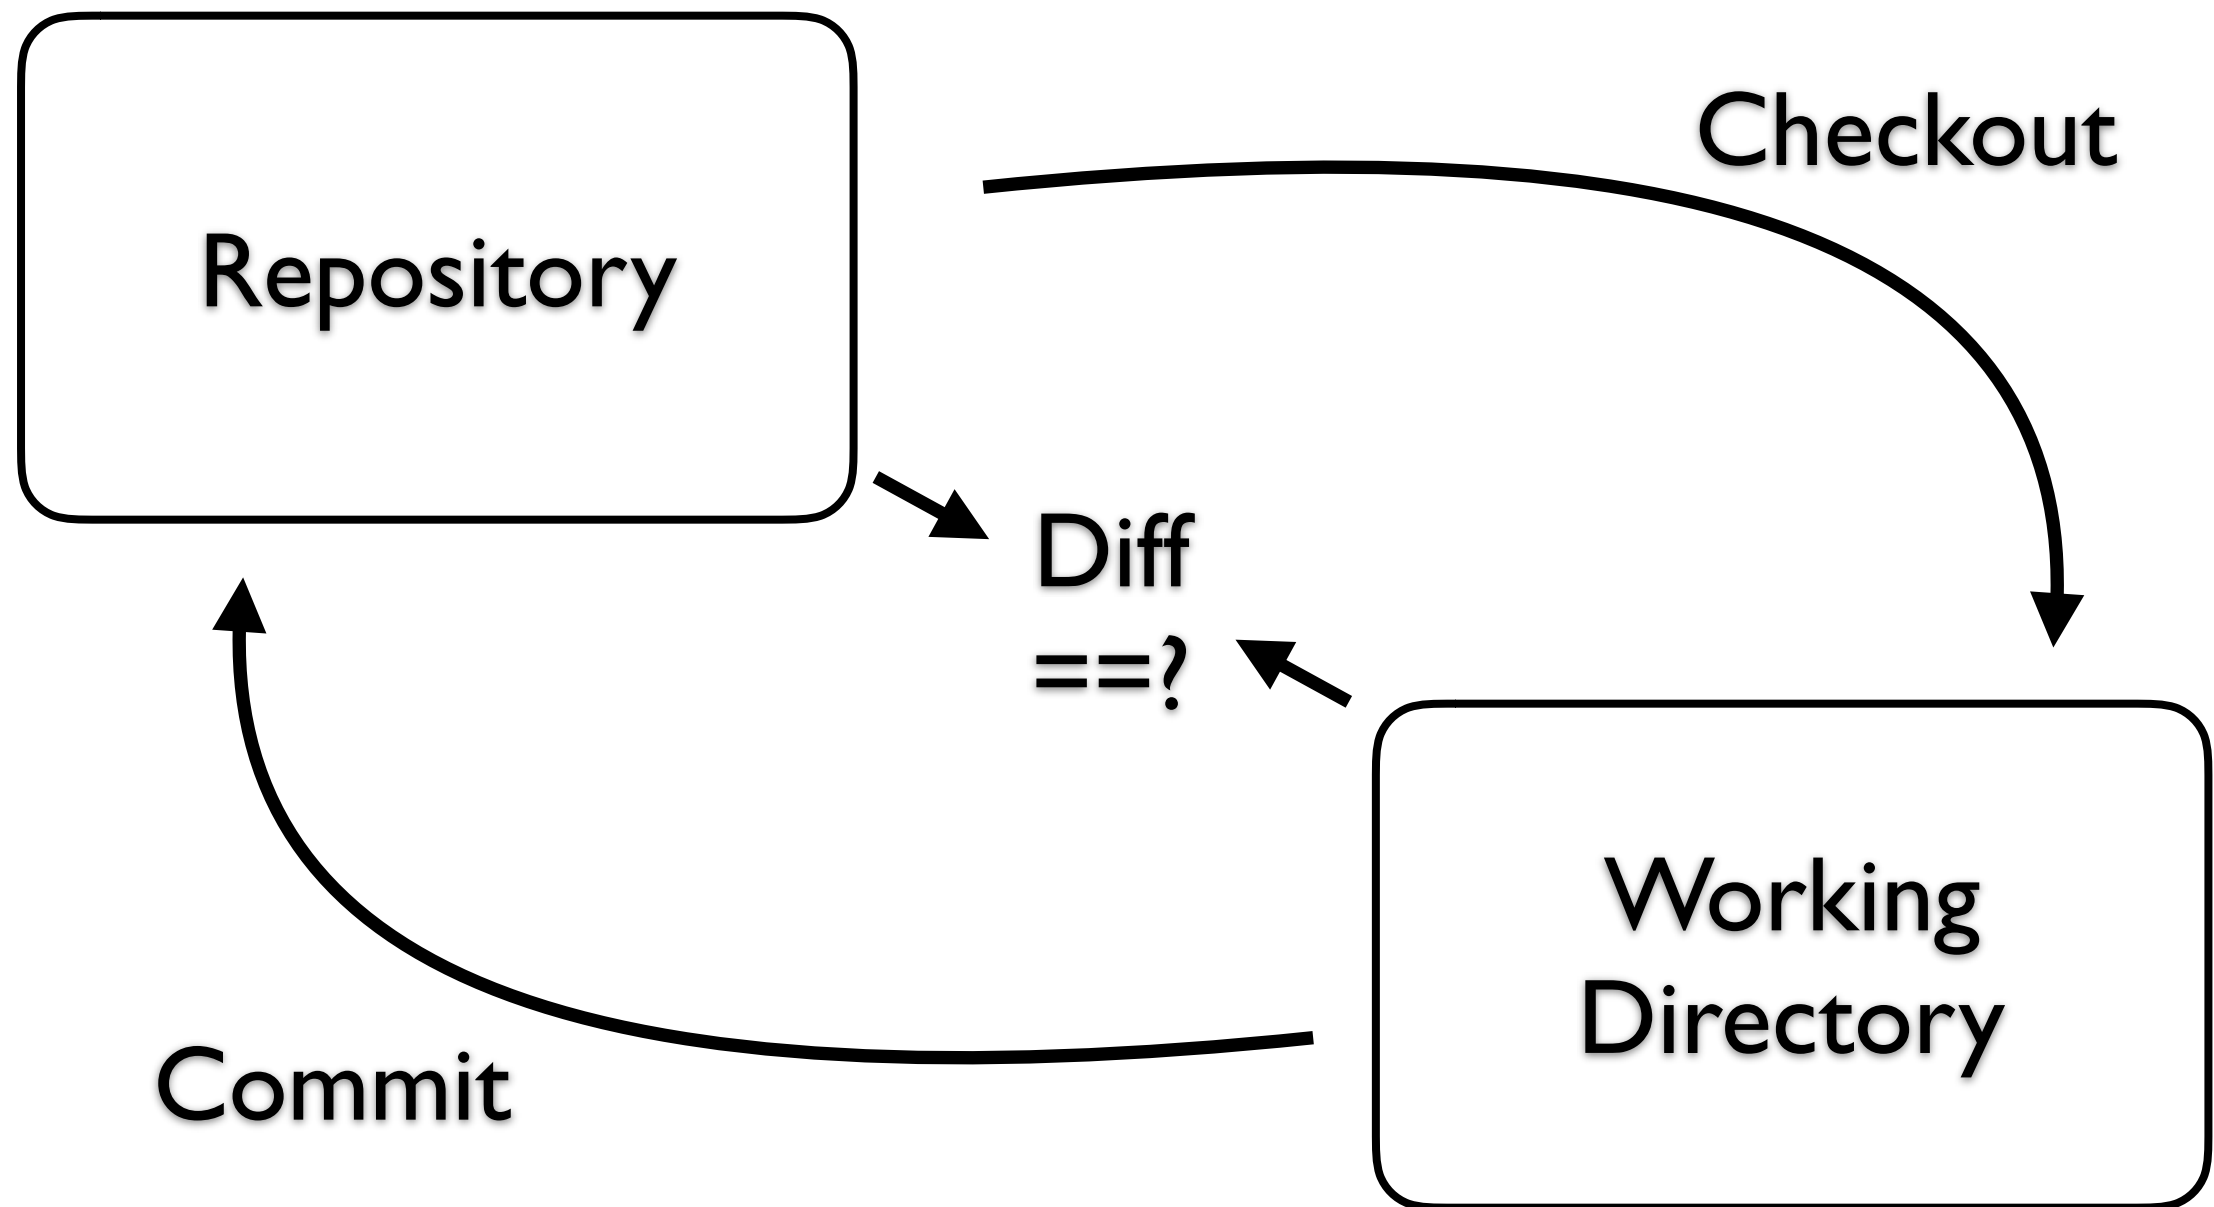 Checkout
Repository
Diff
==?
Working
Directory
Commit